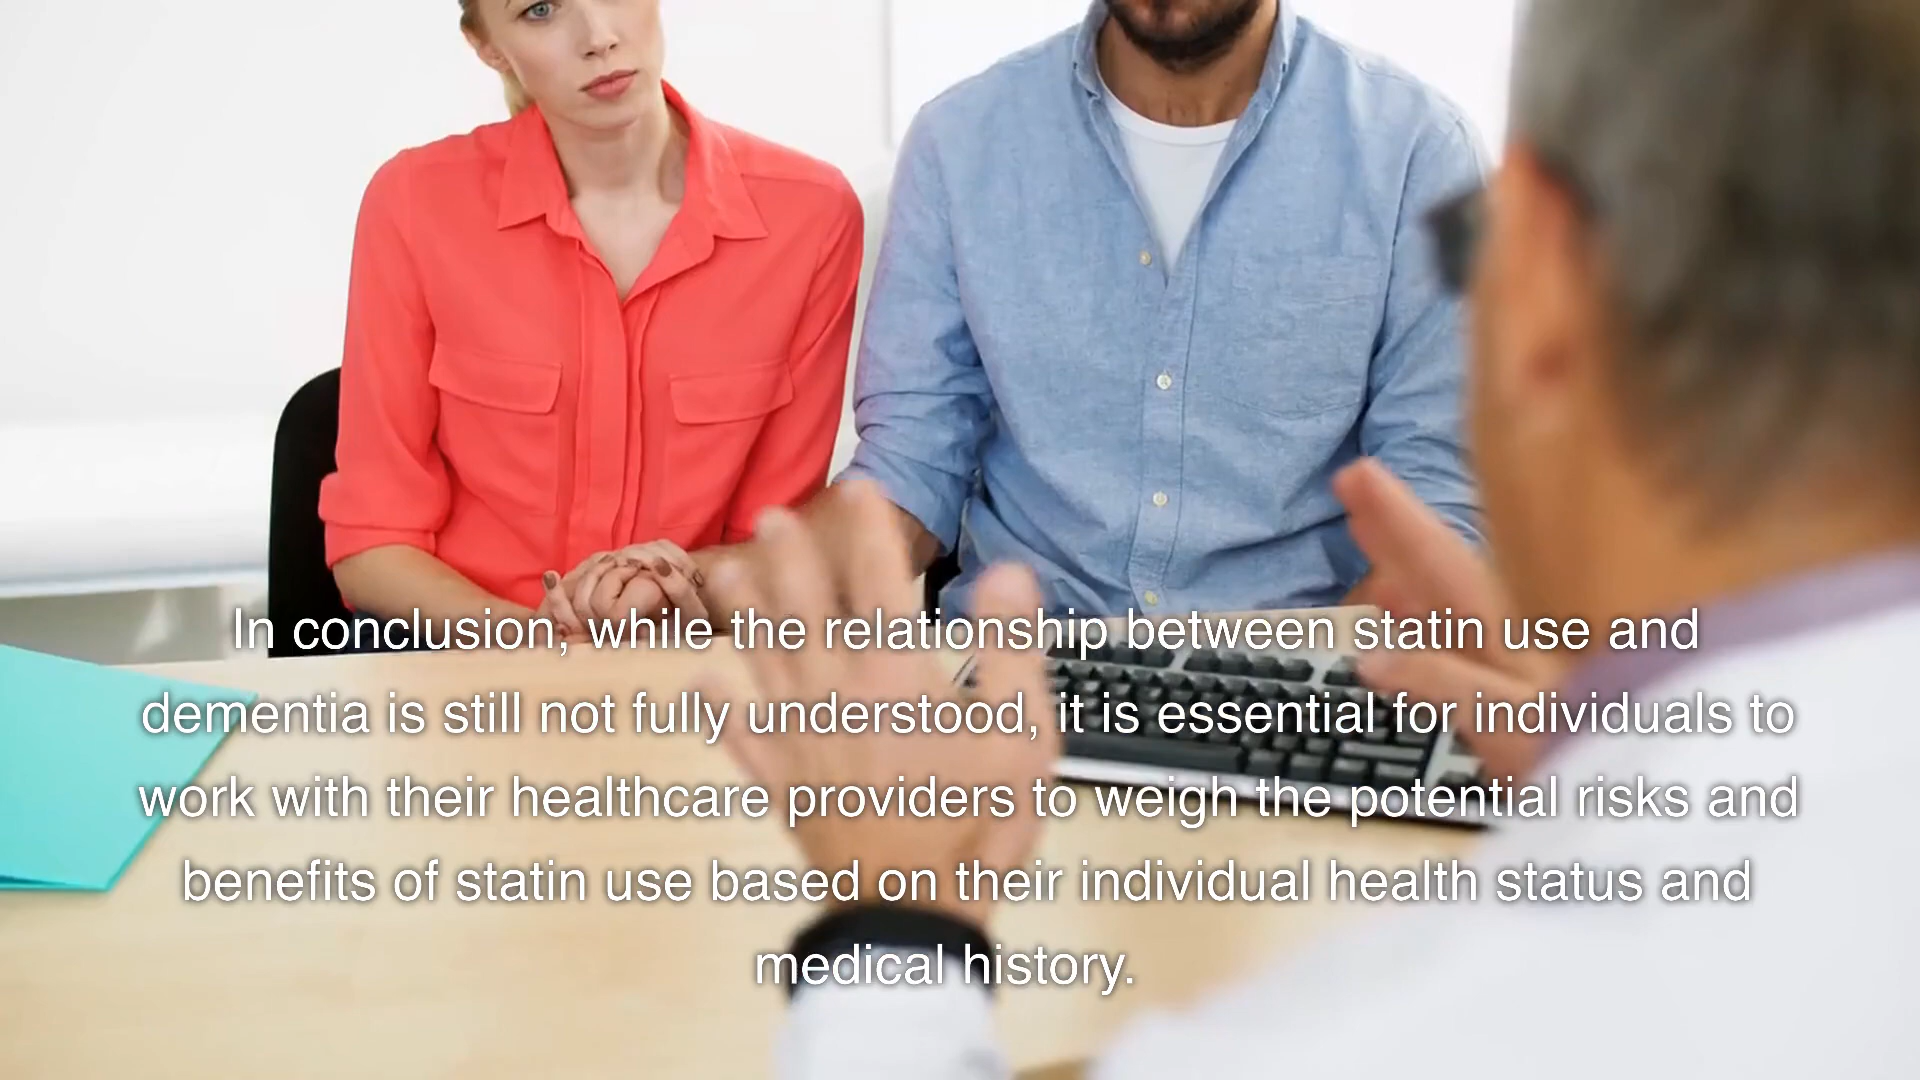 In conclusion, while the relationship between statin use and
dementia is still not fully understood, it is essential for individuals to
work with their healthcare providers to weigh the potential risks and
benefits of statin use based on their individual health status and
medical history.